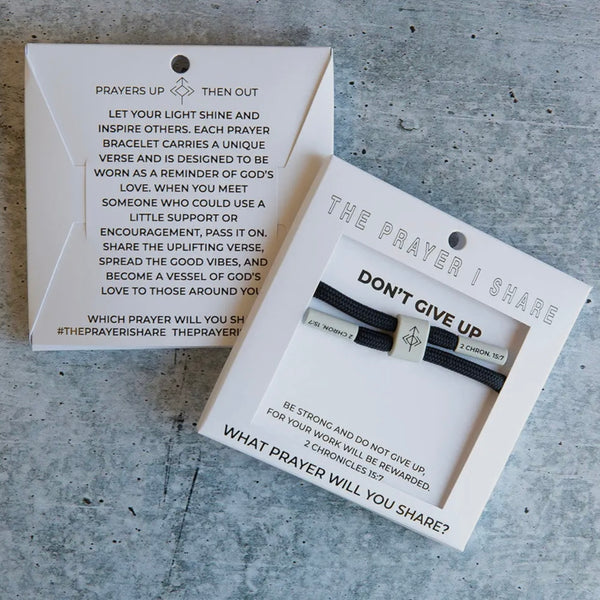 PRAYERS UP THEN OUT
LET YOUR LIGHT SHINE AND
INSPIRE OTHERS. EACH PRAYER
BRACELET CARRIES A UNIQUE
VERSE AND IS DESIGNED TO BE
WORN AS A REMINDER OF GOD'S
LOVE. WHEN YOU MEET
SOMEONE WHO COULD USE A
LITTLE SUPPORT OR
ENCOURAGEMENT, PASS IT ON.
SHARE THE UPLIFTING VERSE,
SPREAD THE GOOD VIBES, AND
BECOME A VESSEL OF GOD'S
LOVE TO THOSE AROUND YOU
WHICH PRAYER WILL YOU SH
#THEPRAYERISHARE THEPRAYERI
THE PRAYER I SHARE
DON'T GIVE UP
2 CHRON. 15:7
2 CHRON. 15:7
BE STRONG AND DO NOT GIVE UP,
FOR YOUR WORK WILL BE REWARDED.
2 CHRONICLES 15:7
WHAT PRAYER WILL YOU SHARE?